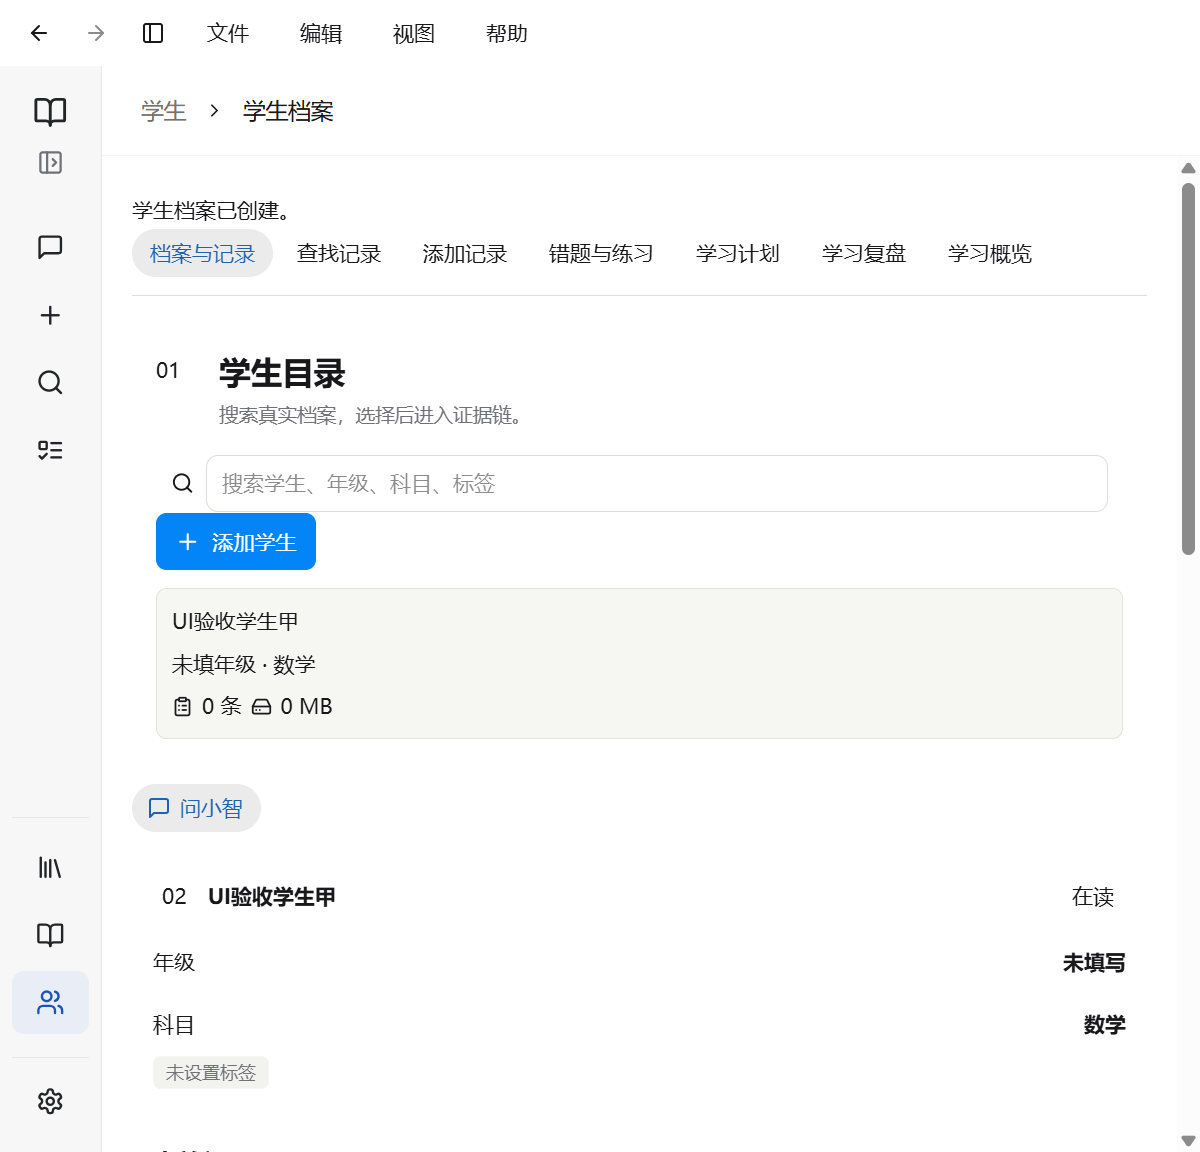 文件 编辑 视图 帮助
学生 > 学生档案
学生档案已创建。
档案与记录 查找记录 添加记录 错题与练习 学习计划 学习复盘 学习概览
01 学生目录
搜索真实档案，选择后进入证据链。
搜索学生、年级、科目、标签
添加学生
UI验收学生甲
未填年级 · 数学
0 条 0 MB
问小智
02 UI验收学生甲 在读
年级 未填写
科目 数学
未设置标签